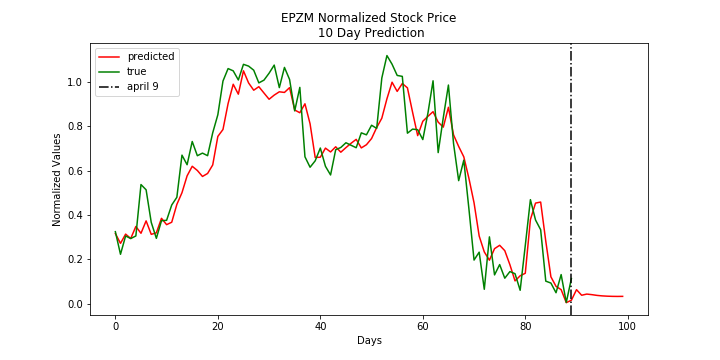 EPZM Normalized Stock Price
10 Day Prediction
predicted
true
april 9
Normalized Values
1.0
0.8
0.6
0.4
0.2
0.0
0
20
40
60
80
100
Days